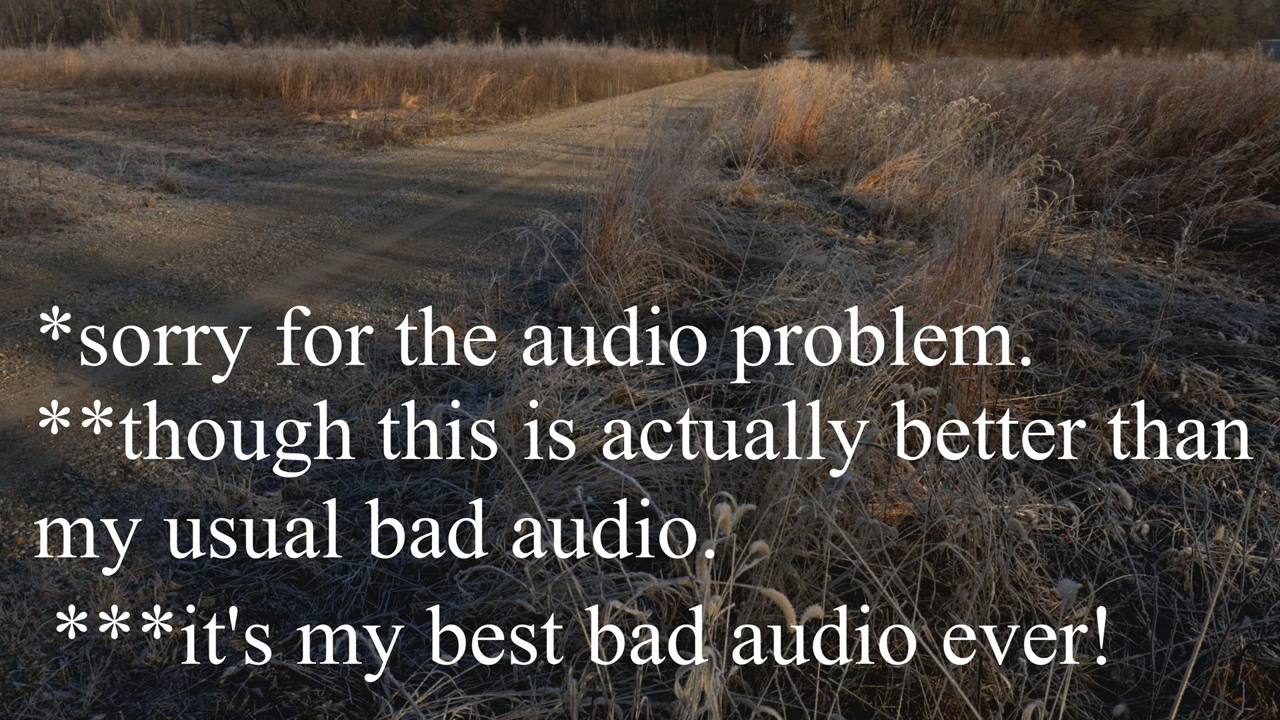 *sorry for the audio problem.
**though this is actually better than
my usual bad audio.
***it's my best bad audio ever!